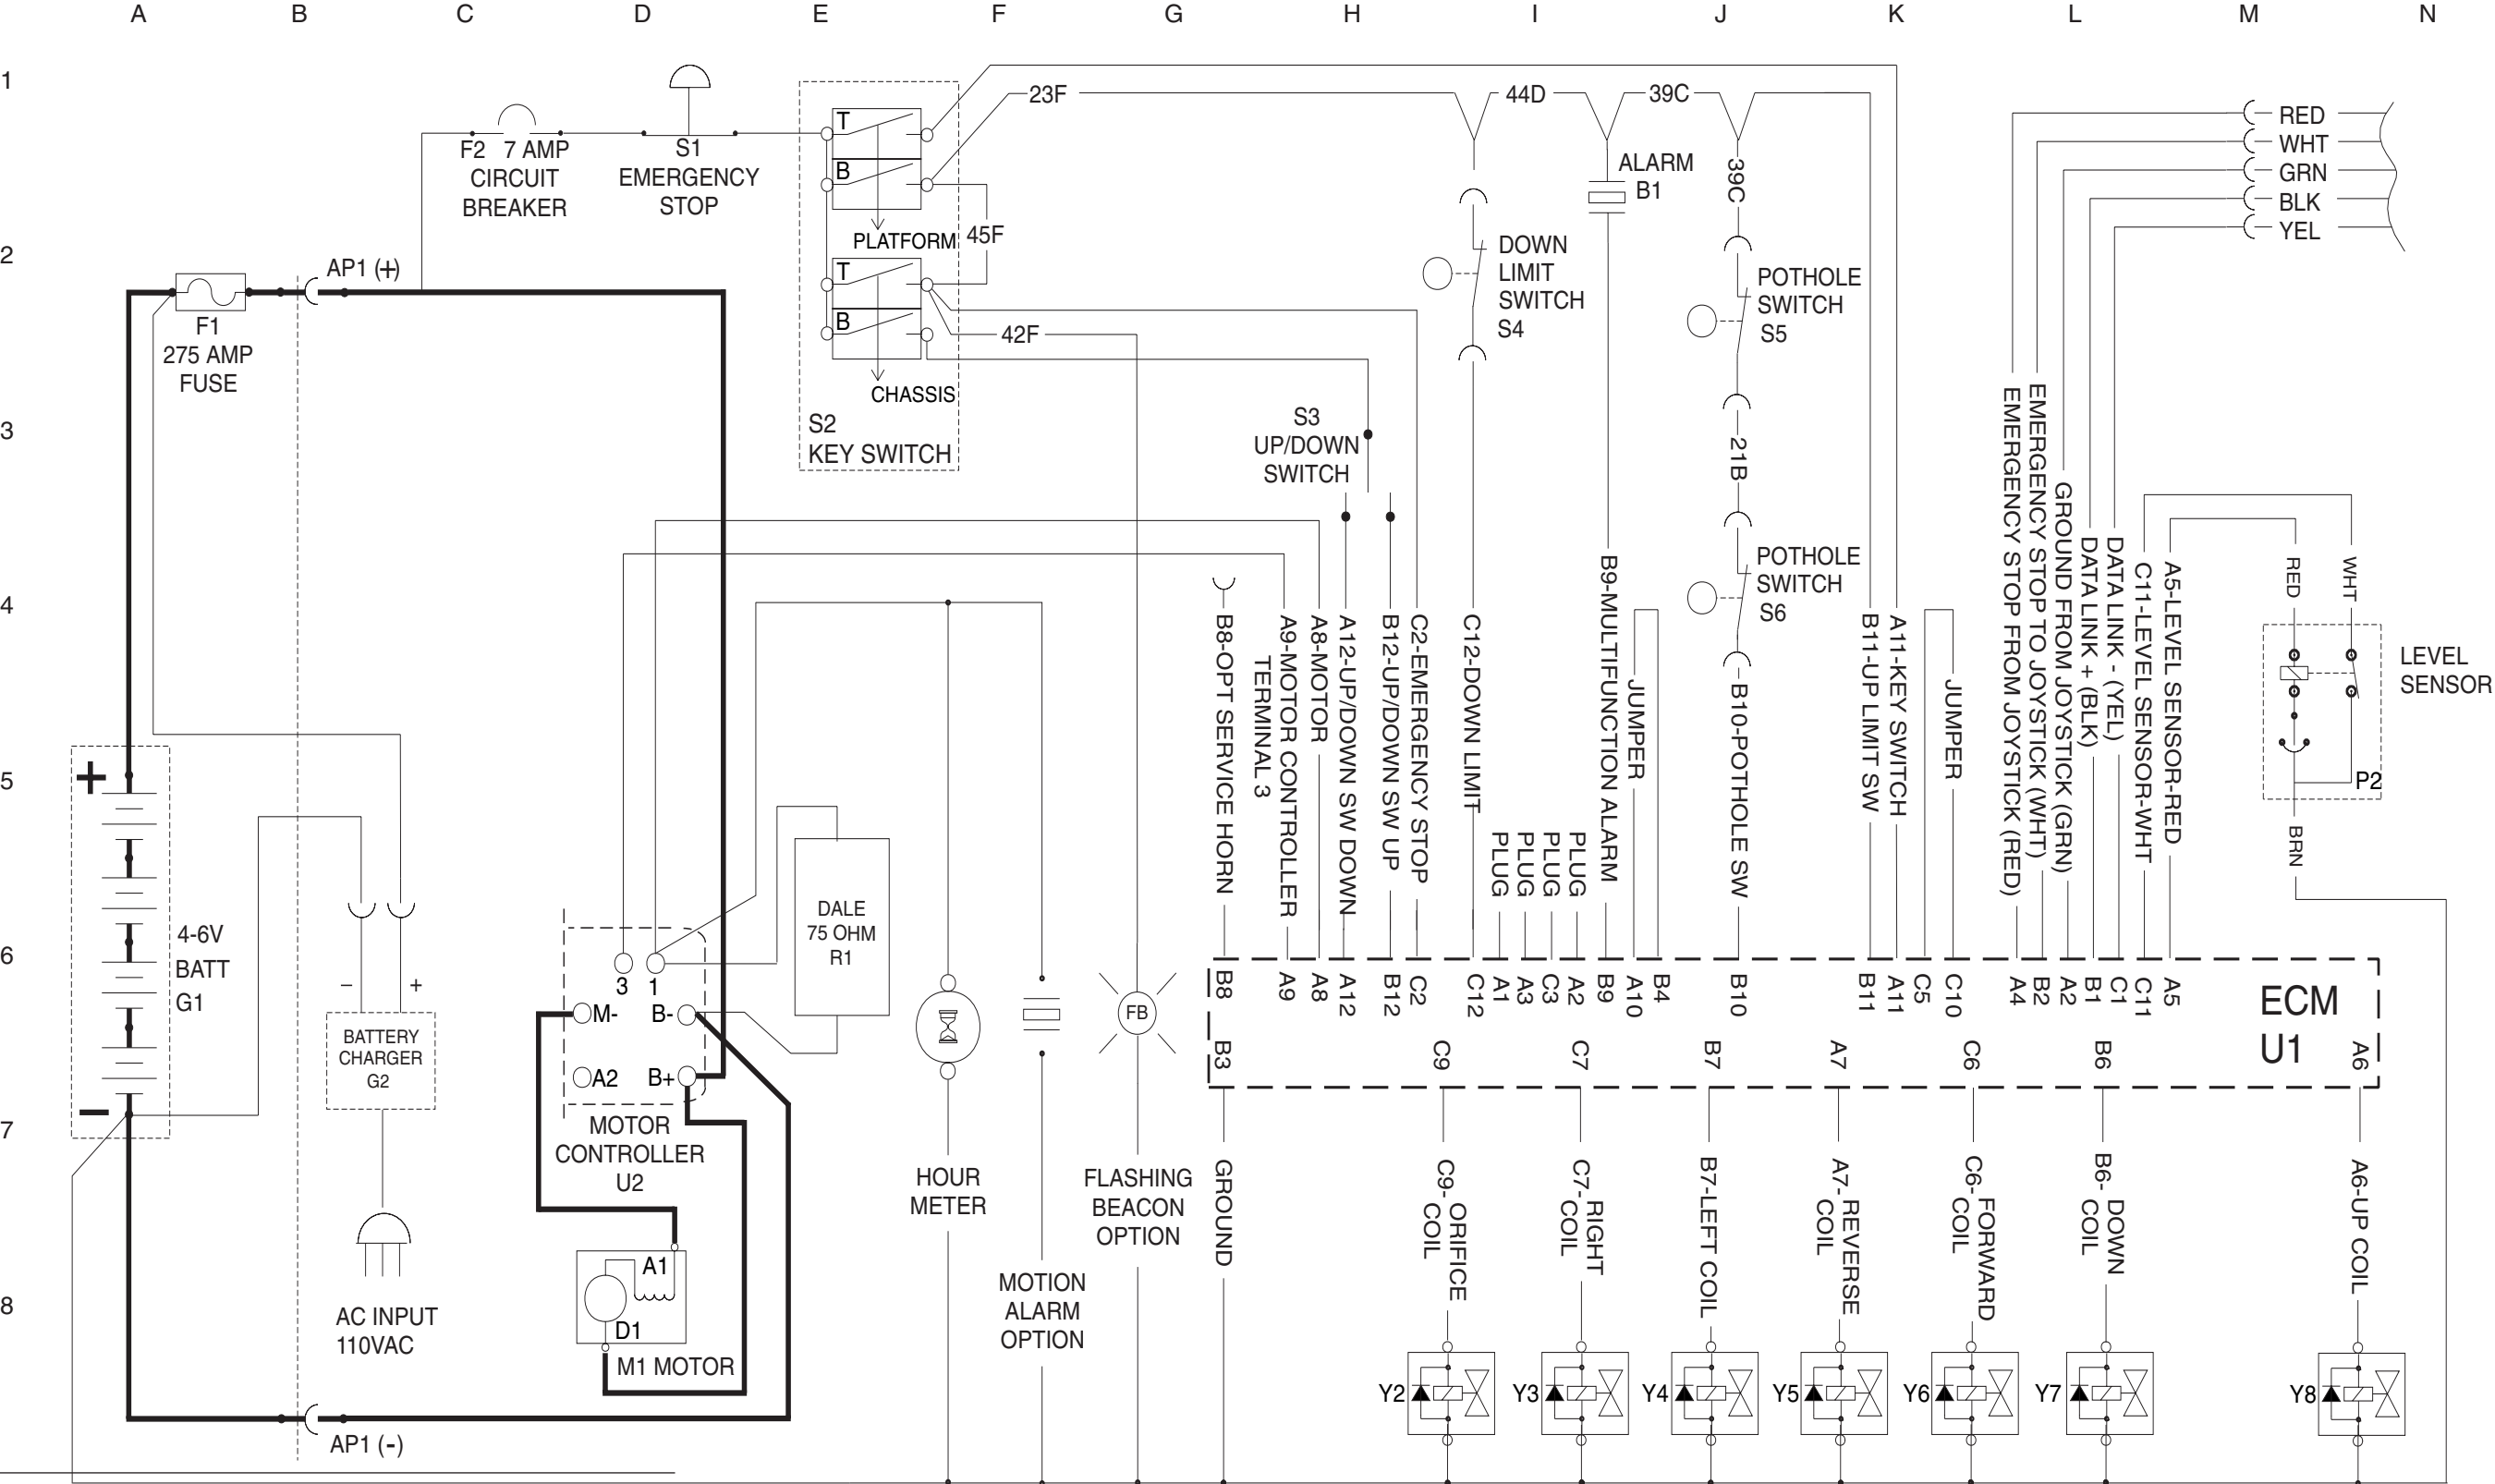 A B C D E F G H I J K L M N
1
2
3
4
5
6
7
8
F2 7 AMP
CIRCUIT
BREAKER
S1
EMERGENCY
STOP
T
B
PLATFORM
T
B
CHASSIS
S2
KEY SWITCH
45F
23F
42F
44D
39C
ALARM
B1
39C
DOWN
LIMIT
SWITCH
S4
POTHOLE
SWITCH
S5
21B
POTHOLE
SWITCH
S6
RED
WHT
GRN
BLK
YEL
AP1 (+)
F1
275 AMP
FUSE
S3
UP/DOWN
SWITCH
+
4-6V
BATT
G1
−
− +
BATTERY
CHARGER
G2
AC INPUT
110VAC
AP1 (-)
3 1
M- B-
A2 B+
MOTOR
CONTROLLER
U2
A1
D1
M1 MOTOR
DALE
75 OHM
R1
HOUR
METER
MOTION
ALARM
OPTION
FB
FLASHING
BEACON
OPTION
B8-OPT SERVICE HORN
A9-MOTOR CONTROLLER
TERMINAL 3
A8-MOTOR
A12-UP/DOWN SW DOWN
B12-UP/DOWN SW UP
C2-EMERGENCY STOP
C12-DOWN LIMIT
PLUG
PLUG
PLUG
PLUG
B9-MULTIFUNCTION ALARM
JUMPER
B10-POTHOLE SW
B11-UP LIMIT SW
A11-KEY SWITCH
JUMPER
EMERGENCY STOP FROM JOYSTICK (RED)
EMERGENCY STOP TO JOYSTICK (WHT)
GROUND FROM JOYSTICK (GRN)
DATA LINK + (BLK)
DATA LINK - (YEL)
C11-LEVEL SENSOR-WHT
A5-LEVEL SENSOR-RED
RED
WHT
LEVEL
SENSOR
P2
BRN
B8 A9 A8 A12 B12 C2 C12 A1 A3 C3 A2 B9 A10 B4 B10 B11 A11 C5 C10 A4 B2 A2 B1 C1 C11 A5
ECM
U1
B3 C9 C7 B7 A7 C6 B6 A6
GROUND
C9- ORIFICE
COIL
C7- RIGHT
COIL
B7-LEFT COIL
A7- REVERSE
COIL
C6- FORWARD
COIL
B6- DOWN
COIL
A6-UP COIL
Y2 Y3 Y4 Y5 Y6 Y7 Y8